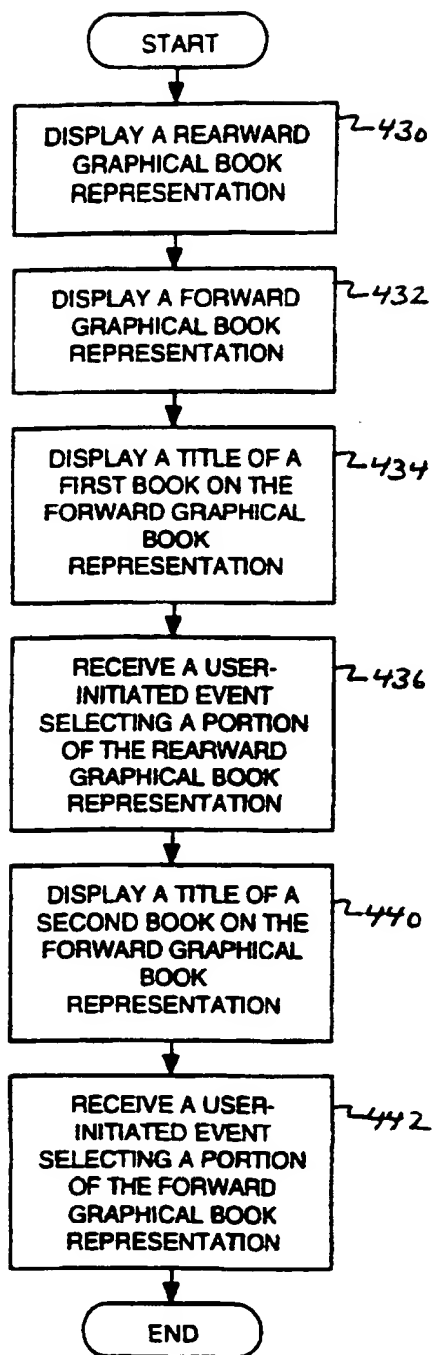 START
DISPLAY A REARWARD
GRAPHICAL BOOK
REPRESENTATION
430
DISPLAY A FORWARD
GRAPHICAL BOOK
REPRESENTATION
432
DISPLAY A TITLE OF A
FIRST BOOK ON THE
FORWARD GRAPHICAL
BOOK
REPRESENTATION
434
RECEIVE A USER-
INITIATED EVENT
SELECTING A PORTION
OF THE REARWARD
GRAPHICAL BOOK
REPRESENTATION
436
DISPLAY A TITLE OF A
SECOND BOOK ON THE
FORWARD GRAPHICAL
BOOK
REPRESENTATION
440
RECEIVE A USER-
INITIATED EVENT
SELECTING A PORTION
OF THE FORWARD
GRAPHICAL BOOK
REPRESENTATION
442
END